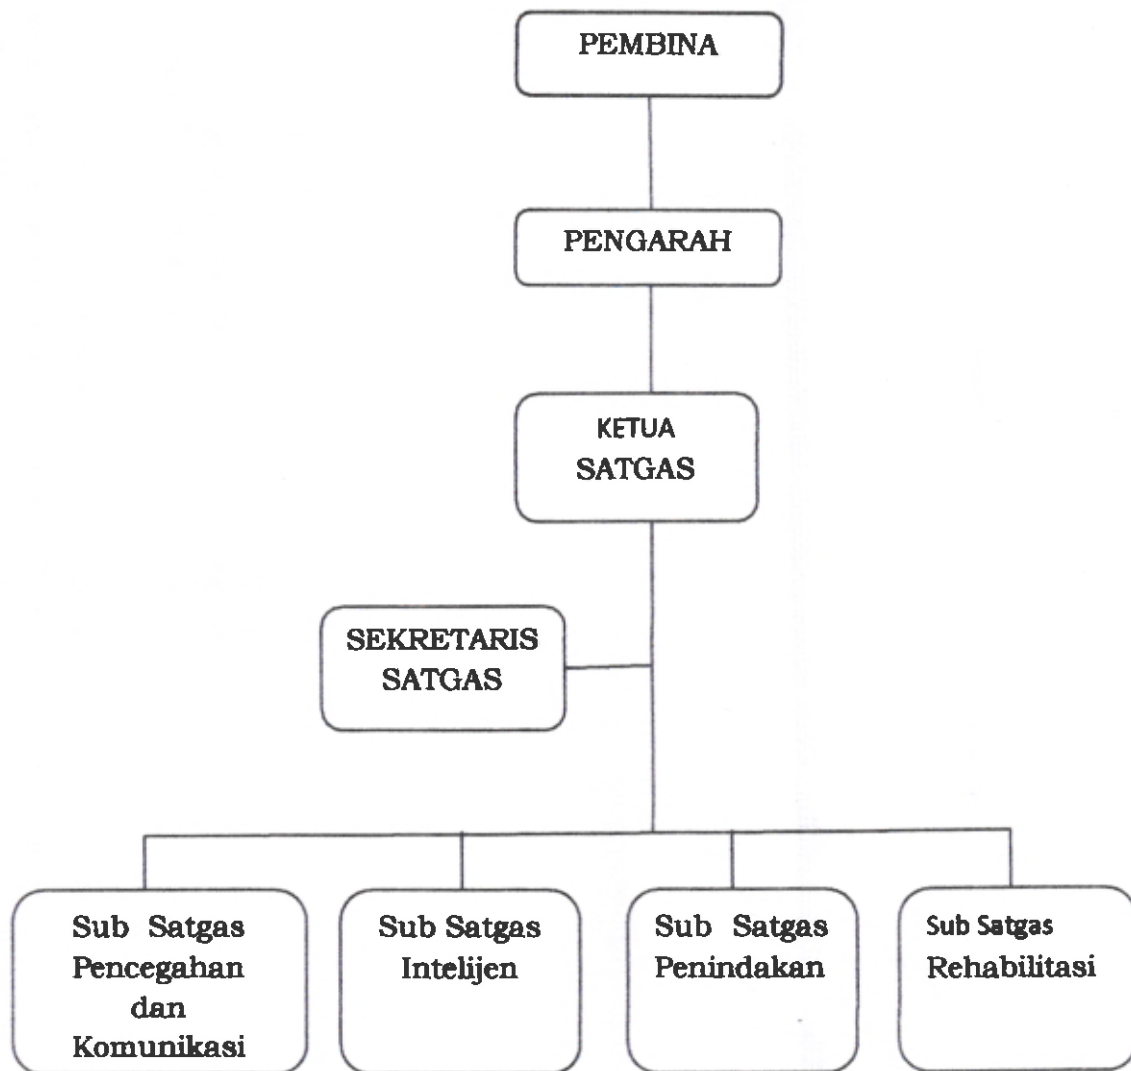 PEMBINA
PENGARAH
KETUA
SATGAS
SEKRETARIS
SATGAS
Sub Satgas
Pencegahan
dan
Komunikasi
Sub Satgas
Intelijen
Sub Satgas
Penindakan
Sub Satgas
Rehabilitasi